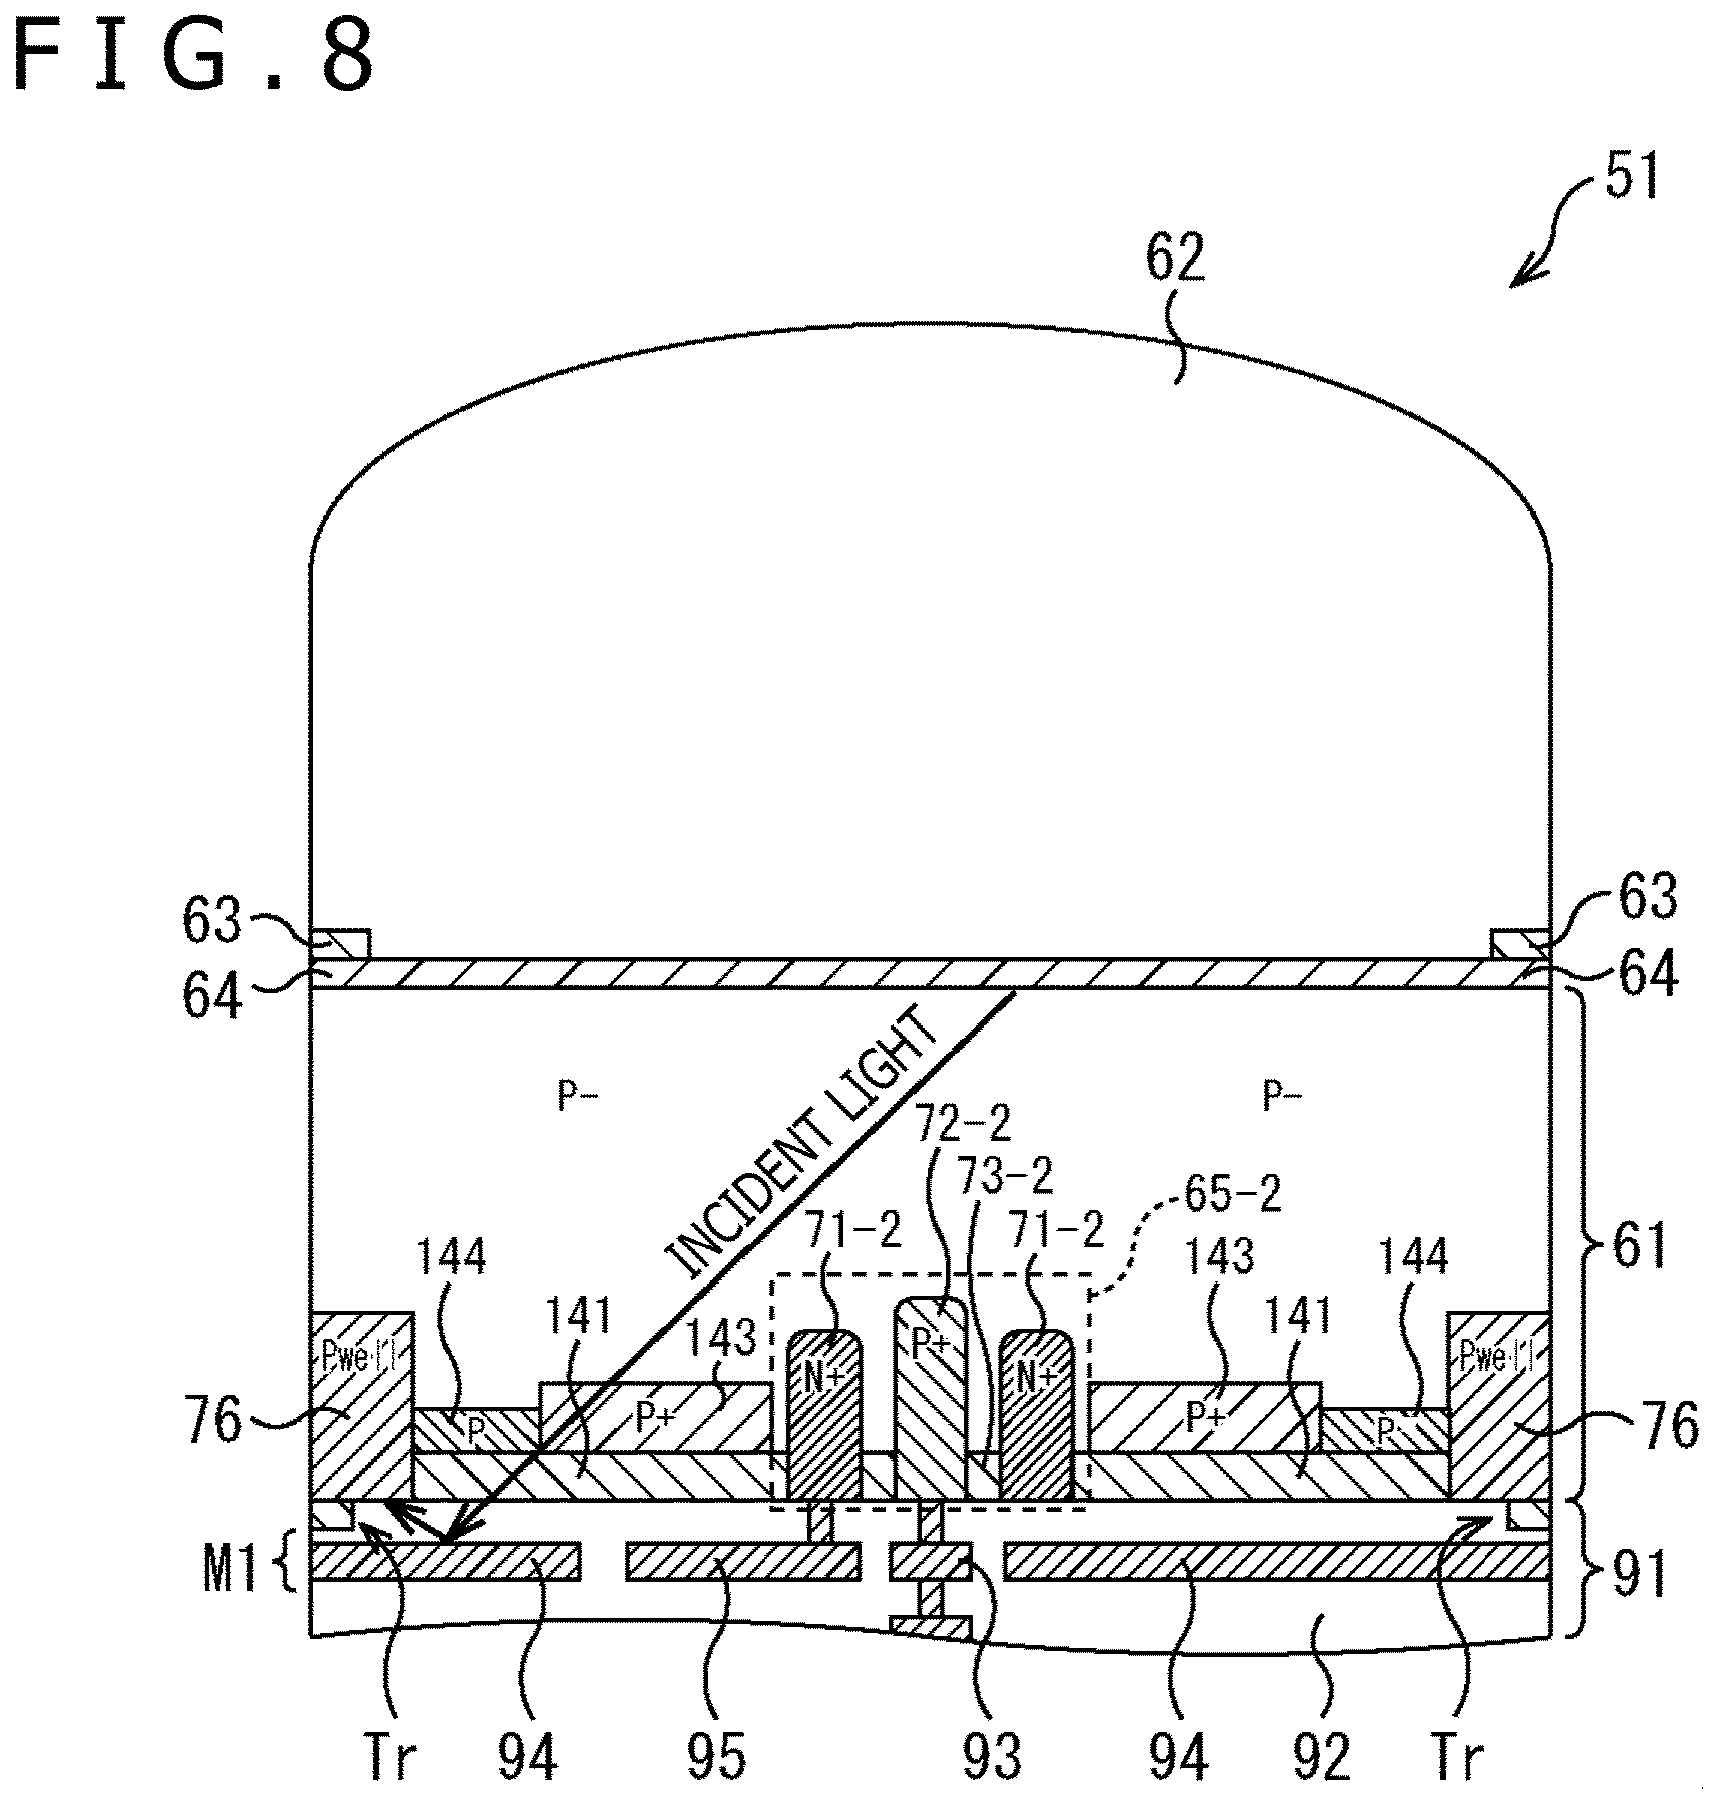 FIG.8
51
62
63
63
64
64
INCIDENT LIGHT
P-
P-
72-2
73-2
65-2
71-2
71-2
144
143
144
61
141
143
141
Pwell
N+
P+
N+
Pwell
76
P
P+
P+
P
76
M1
91
Tr
94
95
93
94
92
Tr